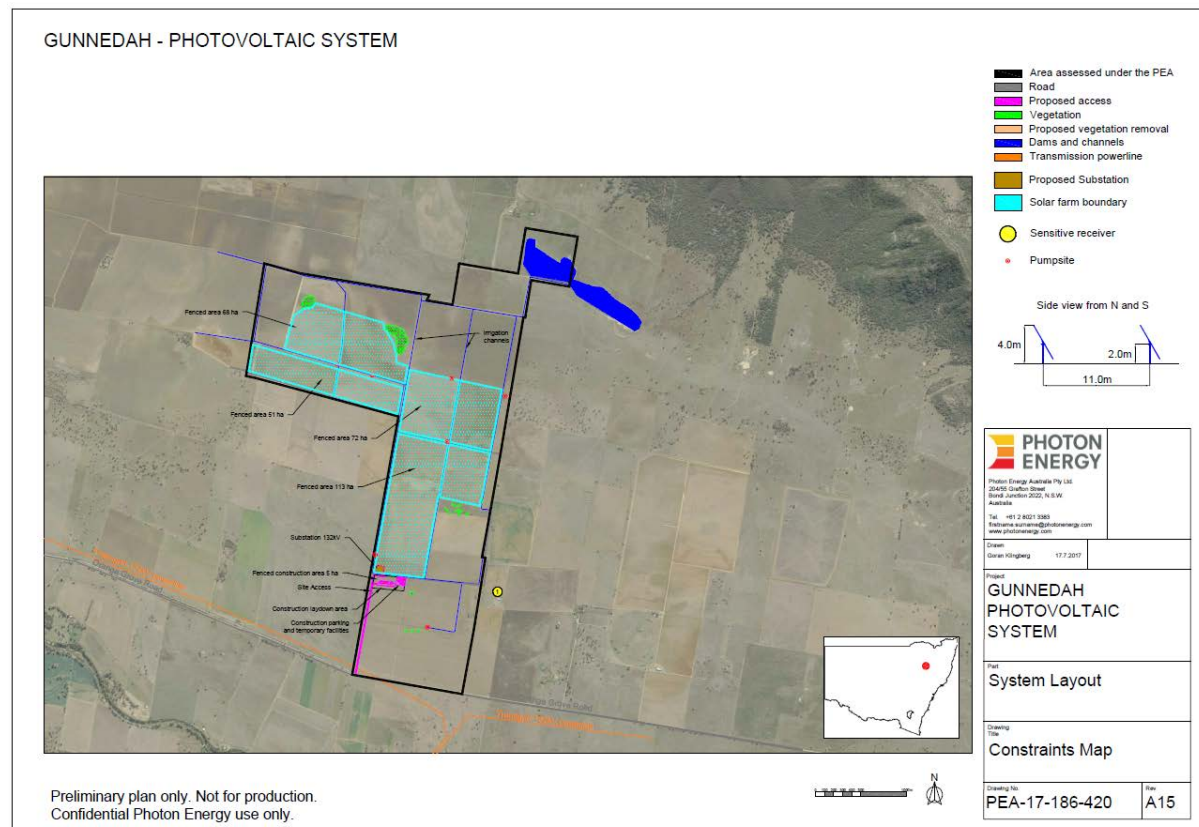 GUNNEDAH - PHOTOVOLTAIC SYSTEM
Area assessed under the PEA
Road
Proposed access
Vegetation
Proposed vegetation removal
Dams and channels
Transmission powerline
Proposed Substation
Solar farm boundary
Sensitive receiver
Pumpsite
Side view from N and S
4.0m
2.0m
11.0m
Fenced area 68 ha
Irrigation
channels
Fenced area 51 ha
Fenced area 72 ha
Fenced area 113 ha
Substation 132kV
Fenced construction area 5 ha
Site Access
Construction laydown area
Construction parking
and temporary facilities
Grove Road
PHOTON
ENERGY
Photon Energy Australia Pty Ltd.
204/55 Grafton Street
Bondi Junction 2022, N.S.W.
Australia
Tel. +61 2 8021 3383
firstname.surname@photonenergy.com
www.photonenergy.com
Drawn
Goran Klingberg 17.7.2017
Project
GUNNEDAH
PHOTOVOLTAIC
SYSTEM
Part
System Layout
Drawing
Title
Constraints Map
Drawing No.
PEA-17-186-420
Rev
A15
N
Preliminary plan only. Not for production.
Confidential Photon Energy use only.